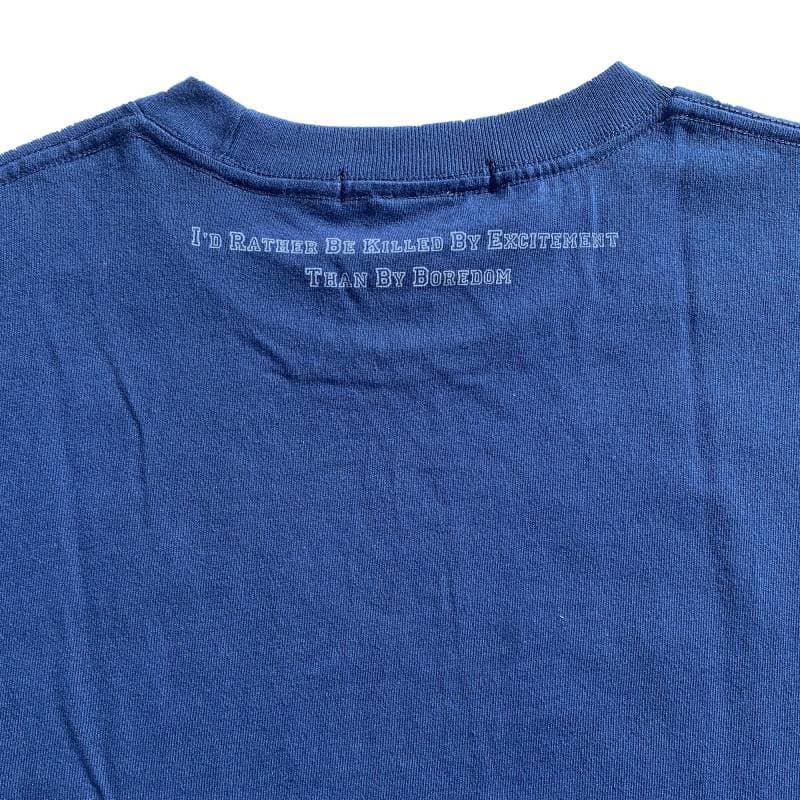 I'D RATHER BE KILLED BY EXCITEMENT
THAN BY BOREDOM